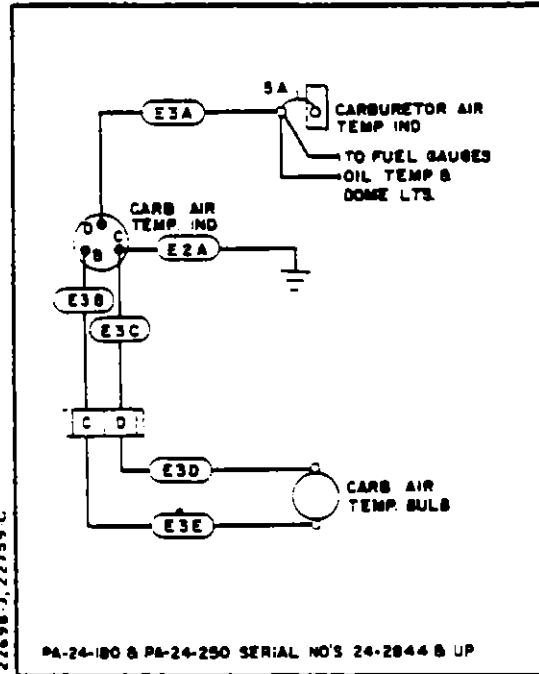 5A
E3A
CARBURETOR AIR
TEMP IND
TO FUEL GAUGES
OIL TEMP &
DOME LTS.
CARB AIR
TEMP. IND
D
C
B
E2A
E3B
E3C
C D
E3D
CARB AIR
TEMP. BULB
E3E
PA-24-180 & PA-24-250 SERIAL NO'S 24-2844 & UP